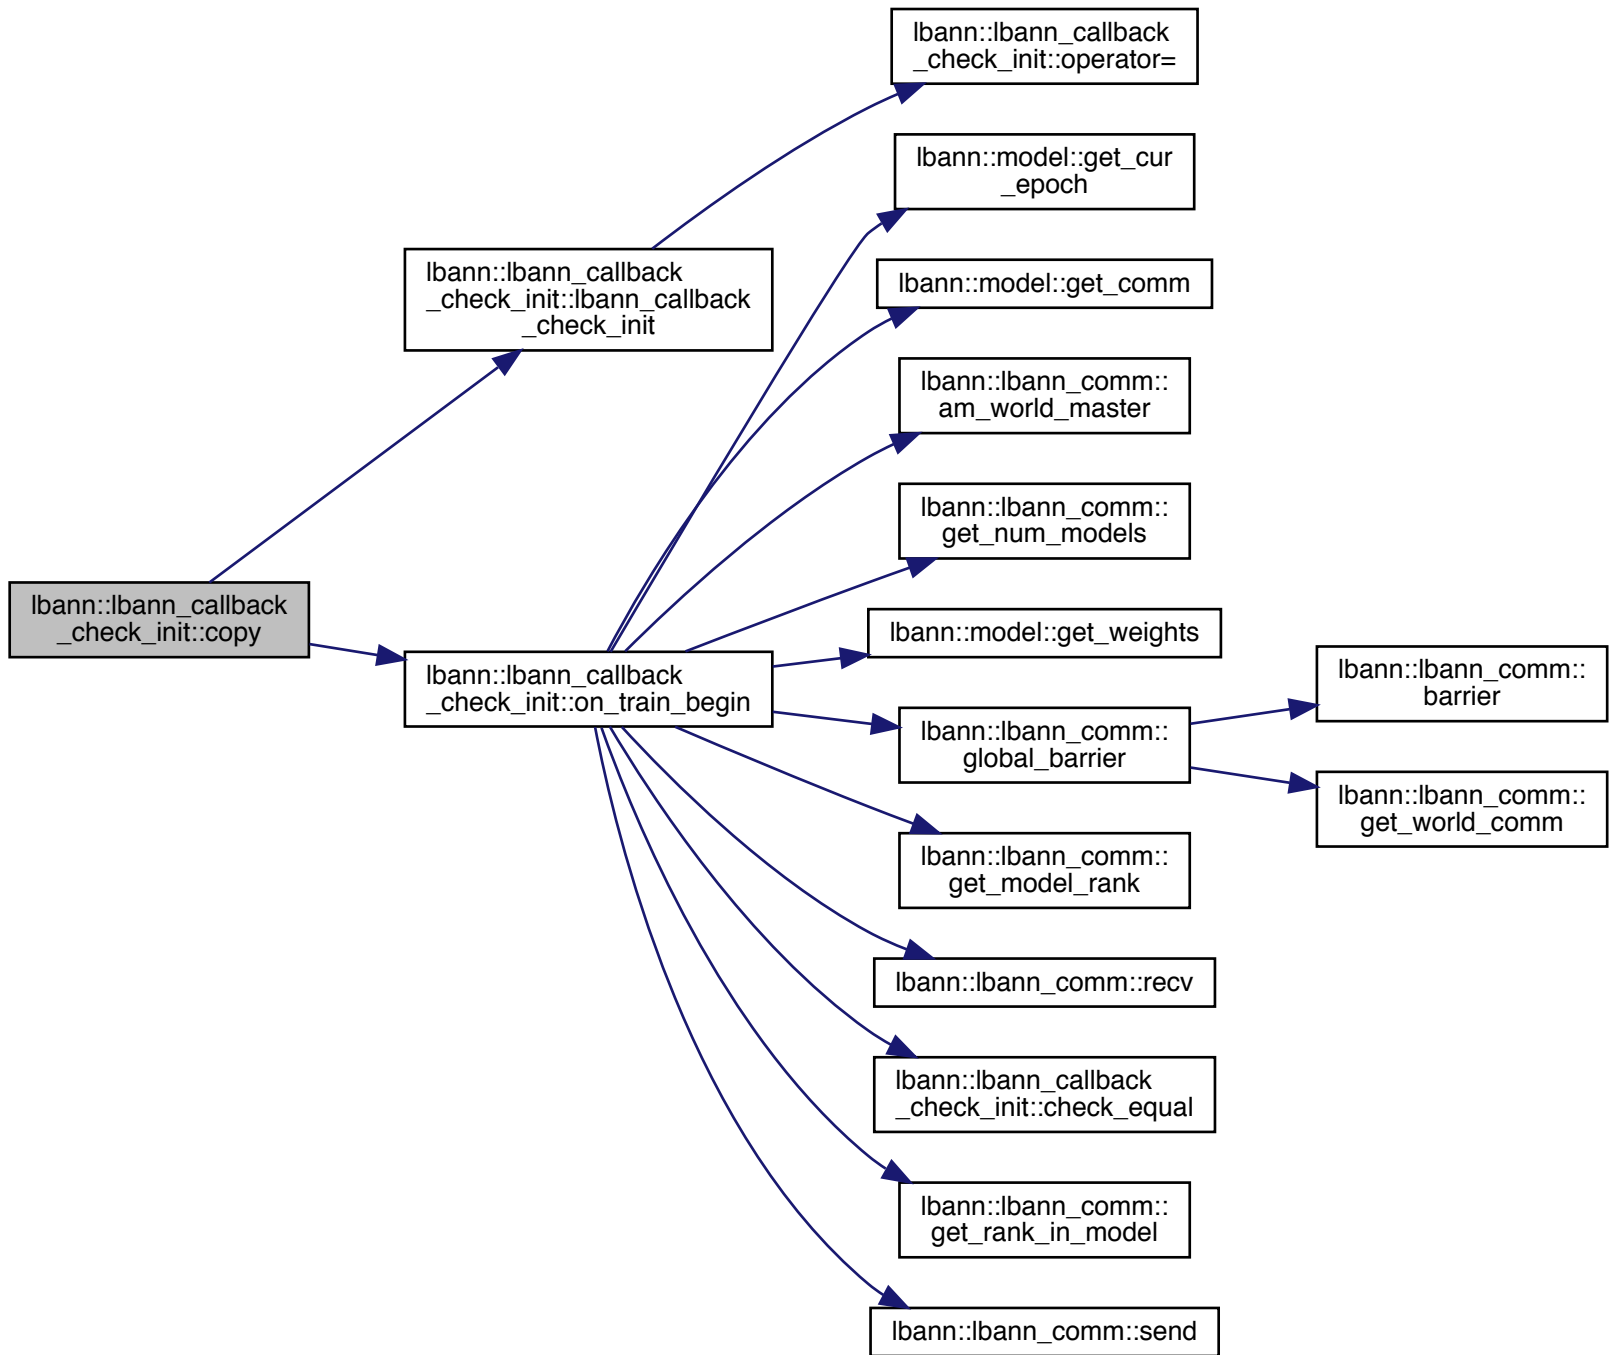 lbann::lbann_callback
_check_init::copy
lbann::lbann_callback
_check_init::lbann_callback
_check_init
lbann::lbann_callback
_check_init::on_train_begin
lbann::lbann_callback
_check_init::operator=
lbann::model::get_cur
_epoch
lbann::model::get_comm
lbann::lbann_comm::
am_world_master
lbann::lbann_comm::
get_num_models
lbann::model::get_weights
lbann::lbann_comm::
global_barrier
lbann::lbann_comm::
get_model_rank
lbann::lbann_comm::recv
lbann::lbann_callback
_check_init::check_equal
lbann::lbann_comm::
get_rank_in_model
lbann::lbann_comm::send
lbann::lbann_comm::
barrier
lbann::lbann_comm::
get_world_comm